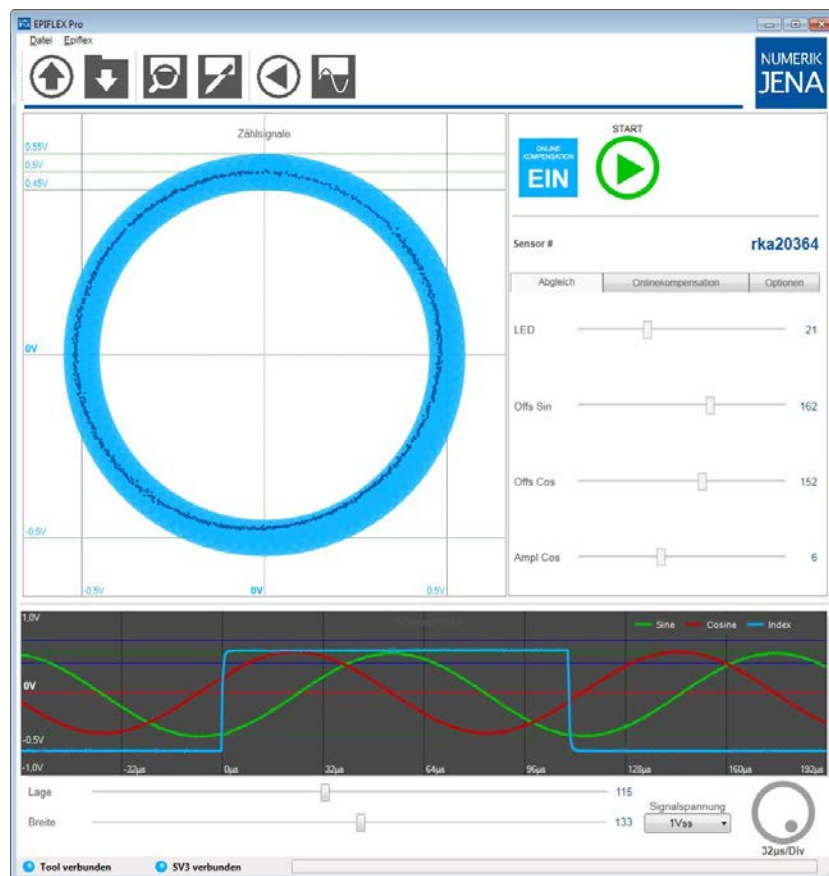 EPIFLEX Pro
Datei Epiflex
NUMERIK
JENA
Zählsignale
0,55V
0,5V
0,45V
0V
-0,5V
-0,5V 0V 0,5V
ONLINE
KOMPENSATION
EIN
START
Sensor # rka20364
Abgleich Onlinekompensation Optionen
LED 21
Offs Sin 162
Offs Cos 152
Ampl Cos 6
1,0V
Sine Cosine Index
0V
-0,5V
-1,0V -32µs 0µs 32µs 64µs 96µs 128µs 160µs 192µs
Lage 115
Breite 133
Signalspannung
1Vss
32µs/Div
Tool verbunden SV3 verbunden